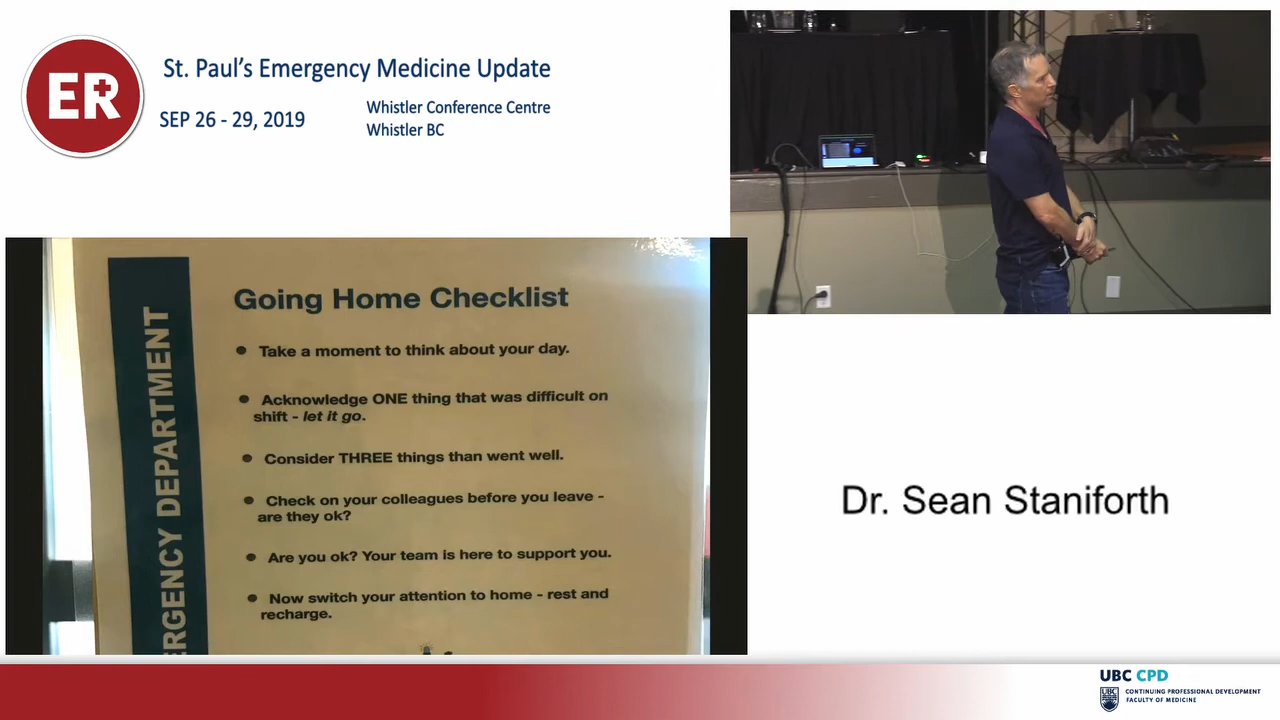 ER
St. Paul's Emergency Medicine Update
SEP 26 - 29, 2019
Whistler Conference Centre
Whistler BC
RGENCY DEPARTMENT
Going Home Checklist
● Take a moment to think about your day.
● Acknowledge ONE thing that was difficult on
shift - let it go.
● Consider THREE things than went well.
● Check on your colleagues before you leave -
are they ok?
● Are you ok? Your team is here to support you.
● Now switch your attention to home - rest and
recharge.
Dr. Sean Staniforth
UBC CPD
UBC
CONTINUING PROFESSIONAL DEVELOPMENT
FACULTY OF MEDICINE